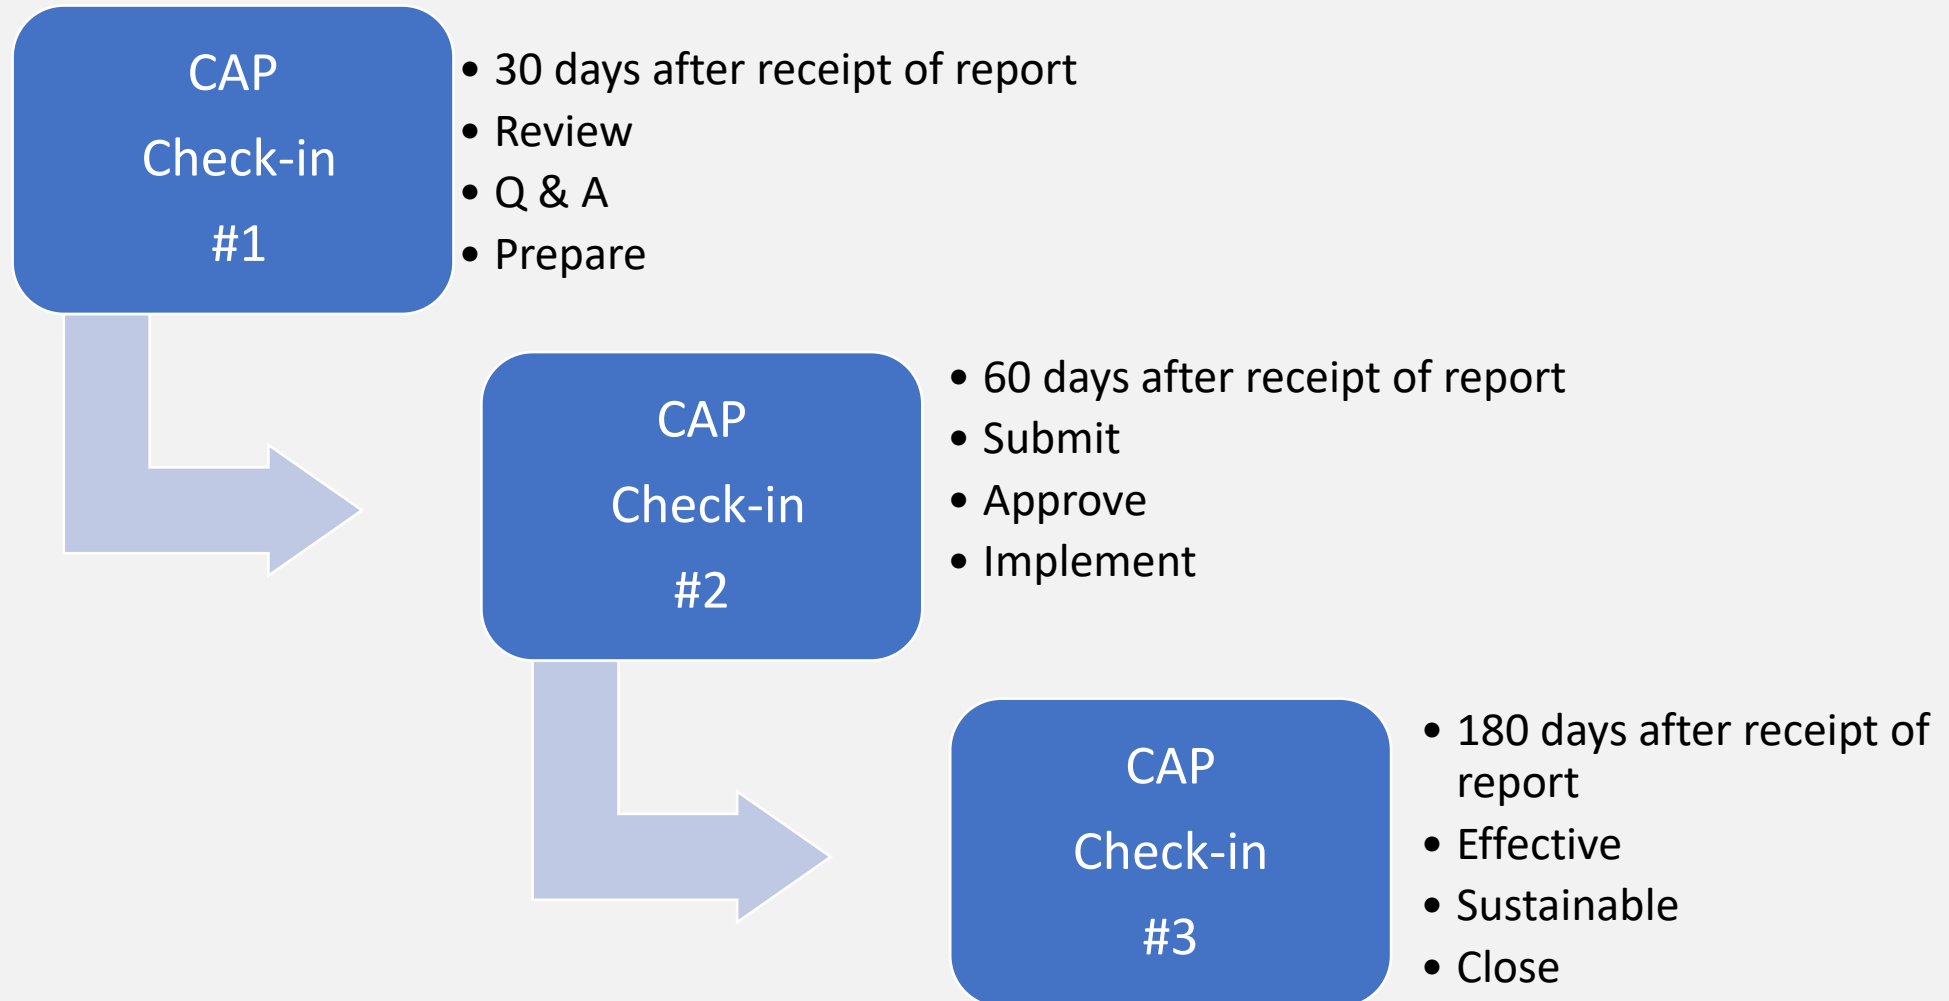 CAP
Check-in
#1
• 30 days after receipt of report
• Review
• Q & A
• Prepare
CAP
Check-in
#2
• 60 days after receipt of report
• Submit
• Approve
• Implement
CAP
Check-in
#3
• 180 days after receipt of
report
• Effective
• Sustainable
• Close